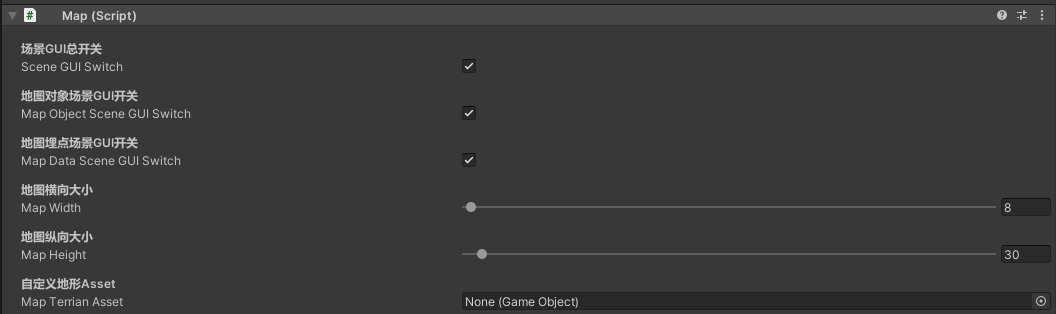 Map (Script)
场景GUI总开关
Scene GUI Switch
地图对象场景GUI开关
Map Object Scene GUI Switch
地图埋点场景GUI开关
Map Data Scene GUI Switch
地图横向大小
Map Width 8
地图纵向大小
Map Height 30
自定义地形Asset
Map Terrian Asset None (Game Object)